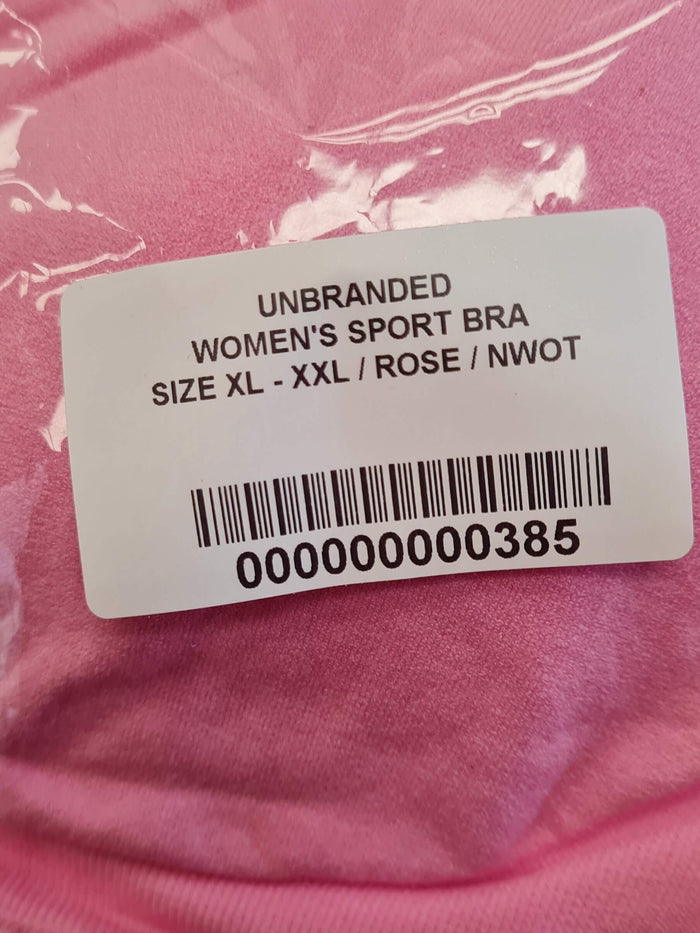 UNBRANDED
WOMEN'S SPORT BRA
SIZE XL - XXL / ROSE / NWOT
000000000385